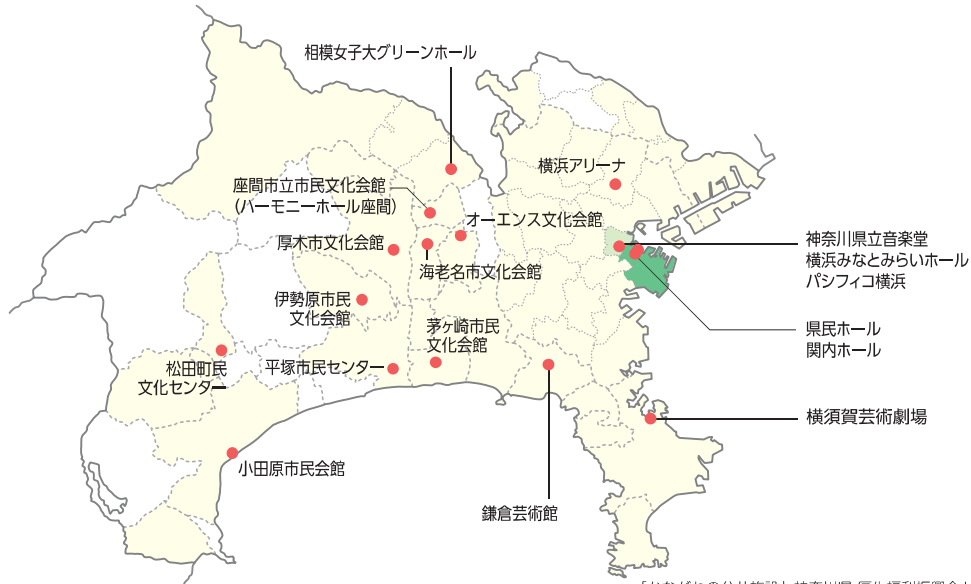 相模女子大グリーンホール
横浜アリーナ
座間市立市民文化会館
（ハーモニーホール座間）
オーエンス文化会館
厚木市文化会館
海老名市文化会館
神奈川県立音楽堂
横浜みなとみらいホール
パシフィコ横浜
伊勢原市民
文化会館
茅ヶ崎市民
文化会館
県民ホール
関内ホール
松田町民
文化センター
平塚市民センター
横須賀芸術劇場
小田原市民会館
鎌倉芸術館